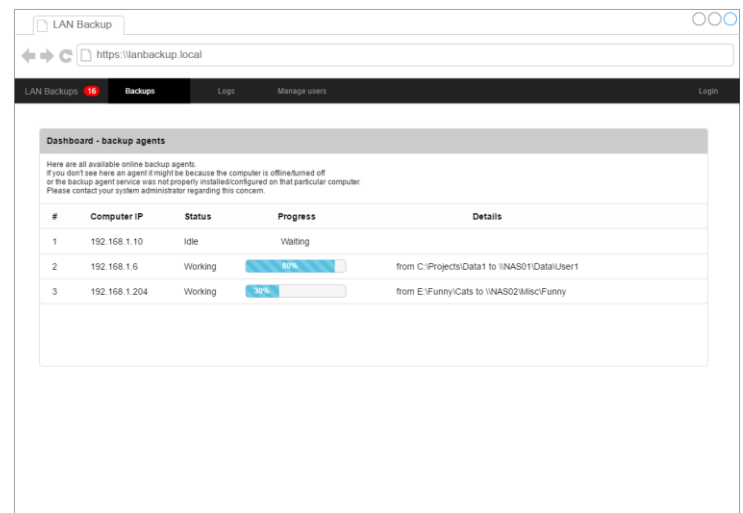 LAN Backup
https:\\lanbackup.local
LAN Backups 16 Backups Logs Manage users Login
Dashboard - backup agents
Here are all available online backup agents.
If you don't see here an agent it might be because the computer is offline/turned off
or the backup agent service was not properly installed/configured on that particular computer.
Please contact your system administrator regarding this concern.
# Computer IP Status Progress Details
1 192.168.1.10 Idle Waiting
2 192.168.1.6 Working 80% from C:\Projects\Data1 to \\NAS01\Data\User1
3 192.168.1.204 Working 30% from E:\Funny\Cats to \\NAS02\Misc\Funny